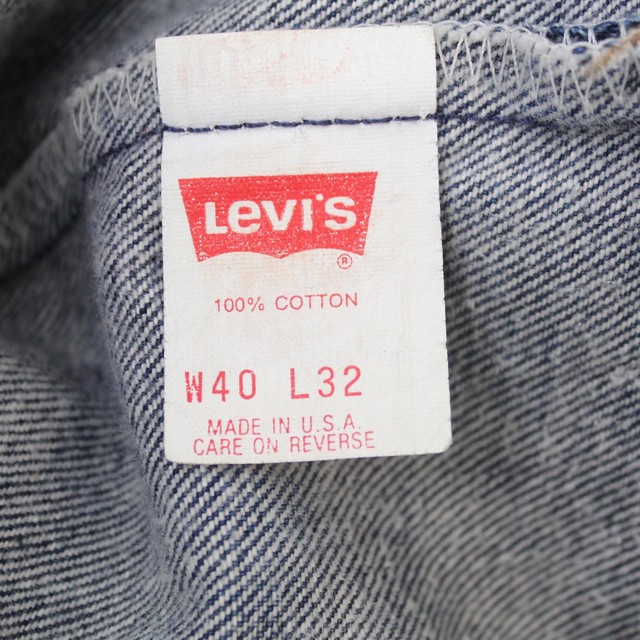 Levi's
®
100% COTTON
W40 L32
MADE IN U.S.A.
CARE ON REVERSE